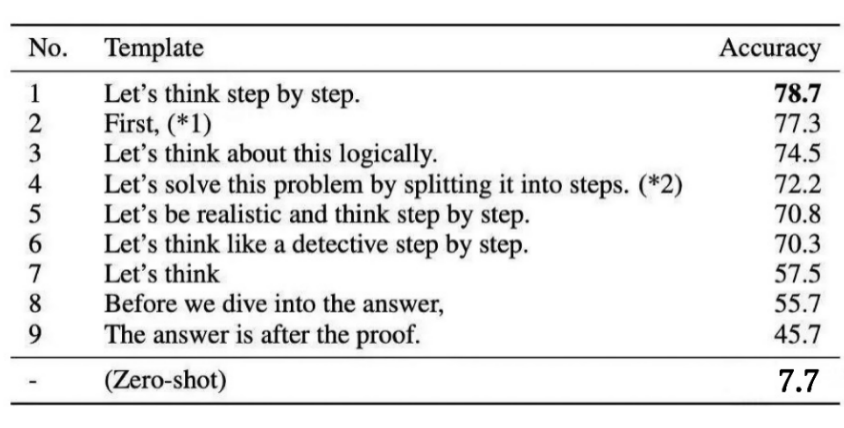 No. Template Accuracy
1 Let's think step by step. 78.7
2 First, (*1) 77.3
3 Let's think about this logically. 74.5
4 Let's solve this problem by splitting it into steps. (*2) 72.2
5 Let's be realistic and think step by step. 70.8
6 Let's think like a detective step by step. 70.3
7 Let's think 57.5
8 Before we dive into the answer, 55.7
9 The answer is after the proof. 45.7
- (Zero-shot) 7.7